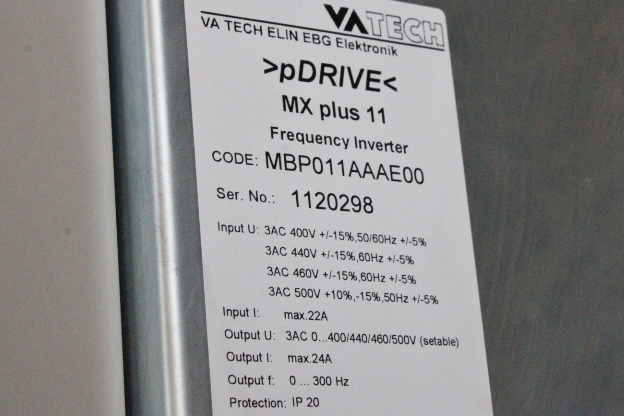 VATECH
VA TECH ELIN EBG Elektronik
>pDRIVE<
MX plus 11
Frequency Inverter
CODE: MBP011AAAE00
Ser. No.: 1120298
Input U: 3AC 400V +/-15%,50/60Hz +/-5%
3AC 440V +/-15%,60Hz +/-5%
3AC 460V +/-15%,60Hz +/-5%
3AC 500V +10%,-15%,50Hz +/-5%
Input I: max.22A
Output U: 3AC 0...400/440/460/500V (setable)
Output I: max.24A
Output f: 0 ... 300 Hz
Protection: IP 20